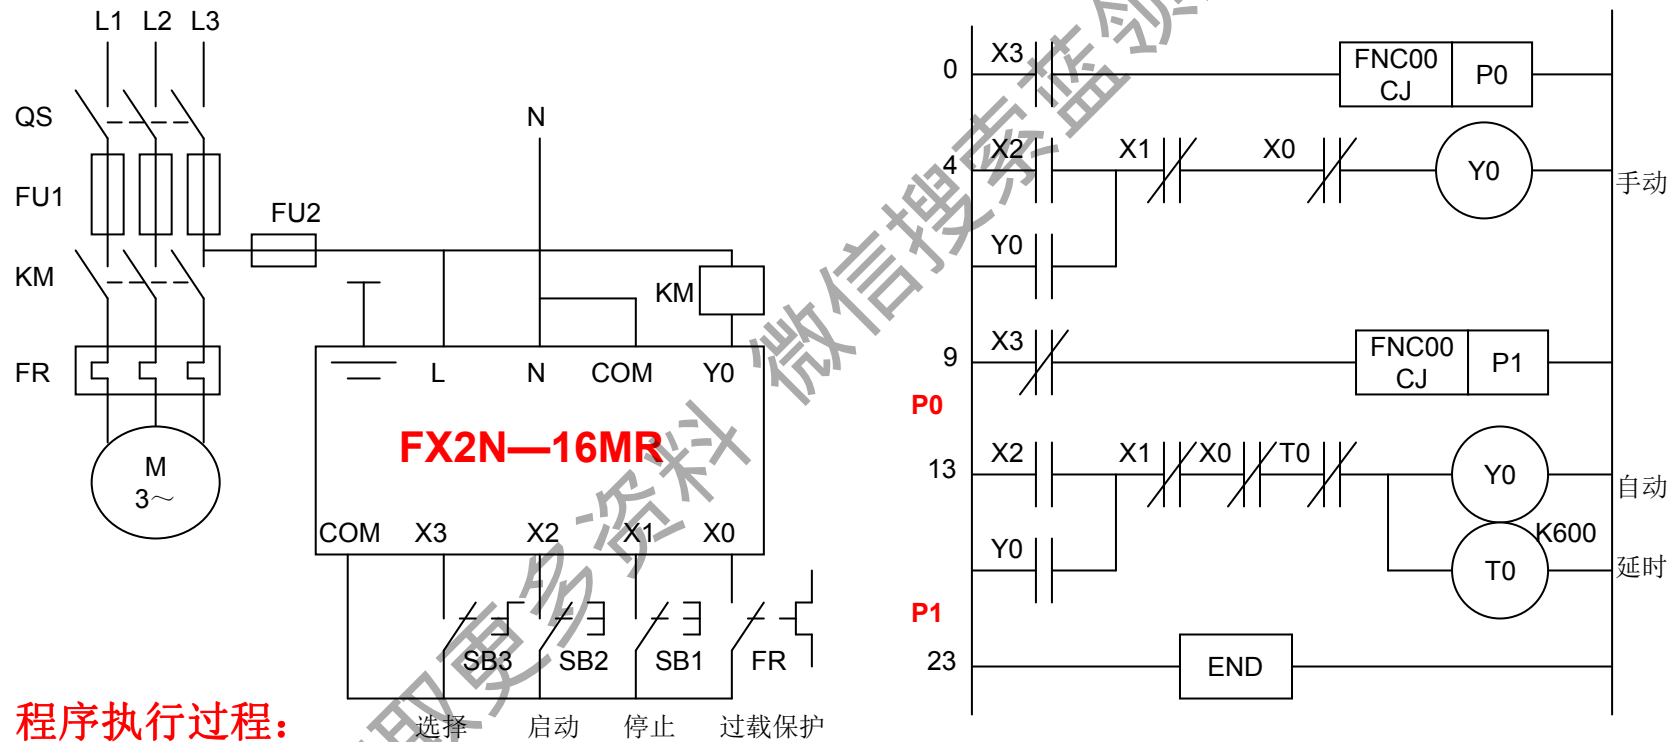 L1 L2 L3
QS
N
FU1
FU2
KM
KM
FR
L N COM Y0
FX2N—16MR
M
3～
COM X3 X2 X1 X0
SB3 SB2 SB1 FR
选择 启动 停止 过载保护
程序执行过程：
0 X3 FNC00 CJ P0
4 X2 X1 X0 Y0 手动
Y0
9 X3 FNC00 CJ P1
P0
13 X2 X1 X0 T0 Y0 自动
K600
Y0 T0 延时
P1
23 END
取更多资料 微信搜索蓝领